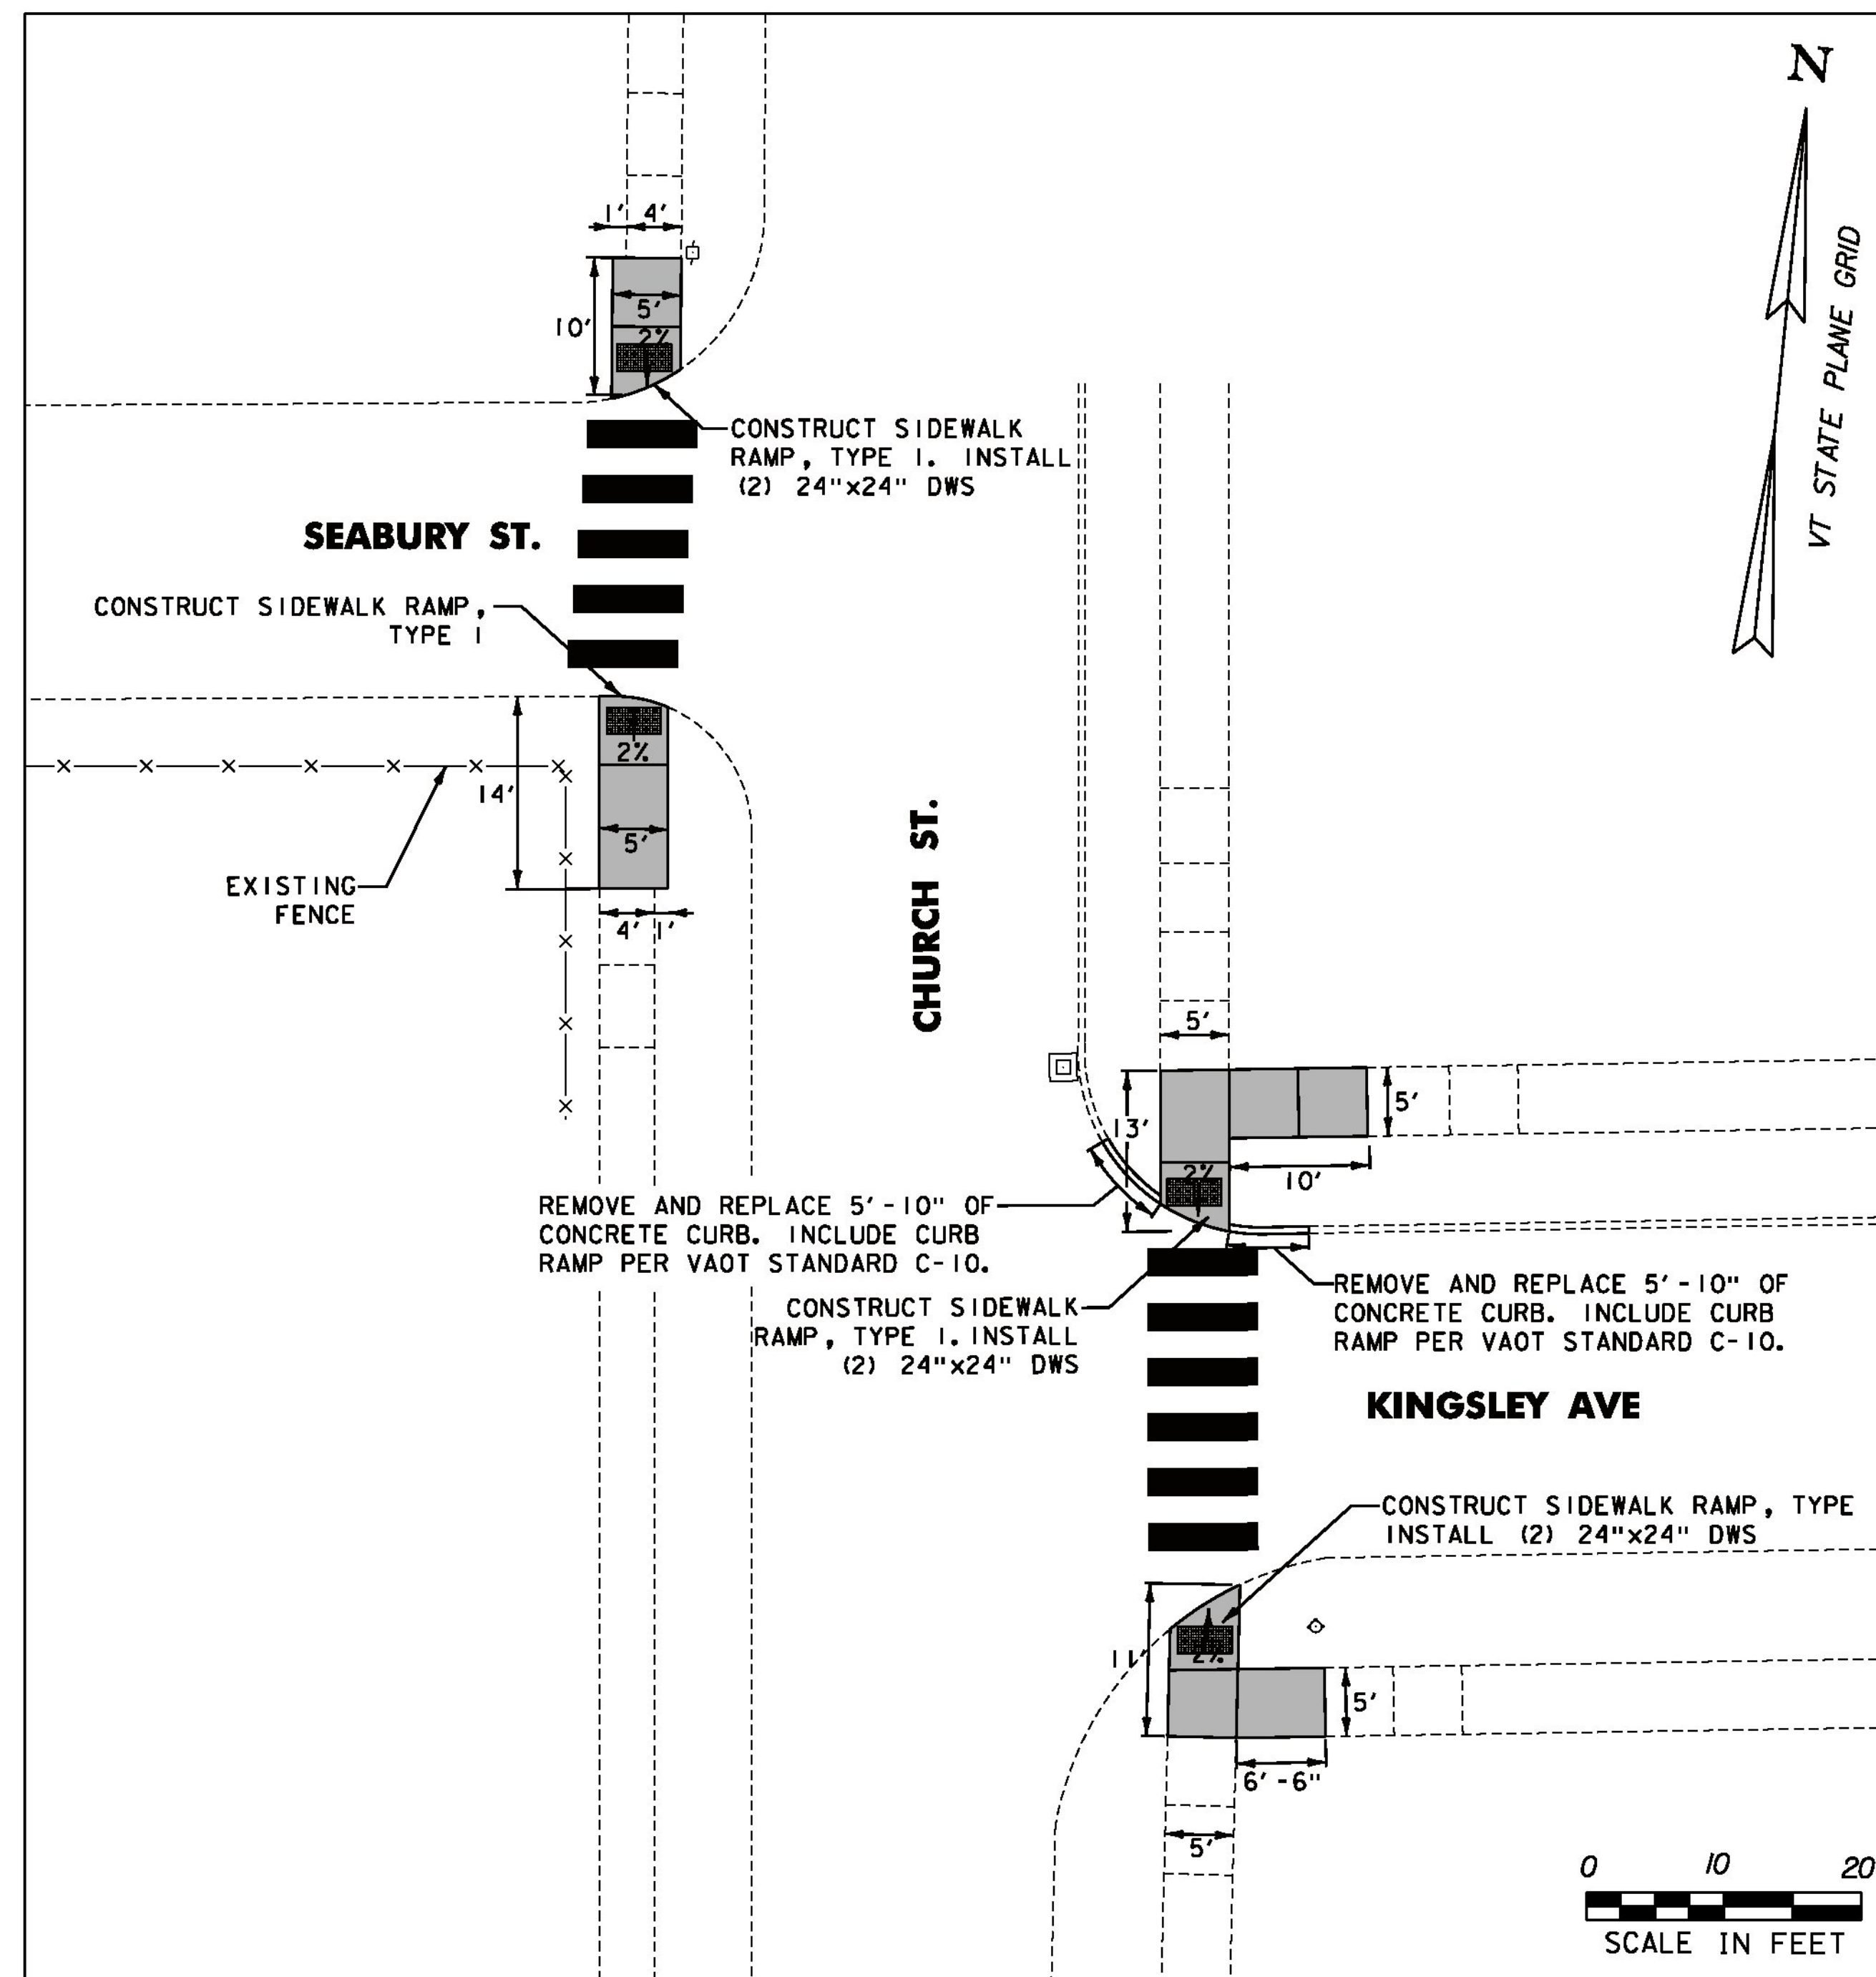 N
VT STATE PLANE GRID
1' 4'
5'
10'
2%
CONSTRUCT SIDEWALK
RAMP, TYPE 1. INSTALL
(2) 24"x24" DWS
SEABURY ST.
CONSTRUCT SIDEWALK RAMP,
TYPE 1
2%
14'
5'
EXISTING
FENCE
4' 1'
CHURCH ST.
5'
5'
13'
2%
10'
REMOVE AND REPLACE 5'-10" OF
CONCRETE CURB. INCLUDE CURB
RAMP PER VAOT STANDARD C-10.
CONSTRUCT SIDEWALK
RAMP, TYPE 1. INSTALL
(2) 24"x24" DWS
REMOVE AND REPLACE 5'-10" OF
CONCRETE CURB. INCLUDE CURB
RAMP PER VAOT STANDARD C-10.
KINGSLEY AVE
CONSTRUCT SIDEWALK RAMP, TYPE
INSTALL (2) 24"x24" DWS
11'
2%
5'
6'-6"
5'
0 10 20
SCALE IN FEET